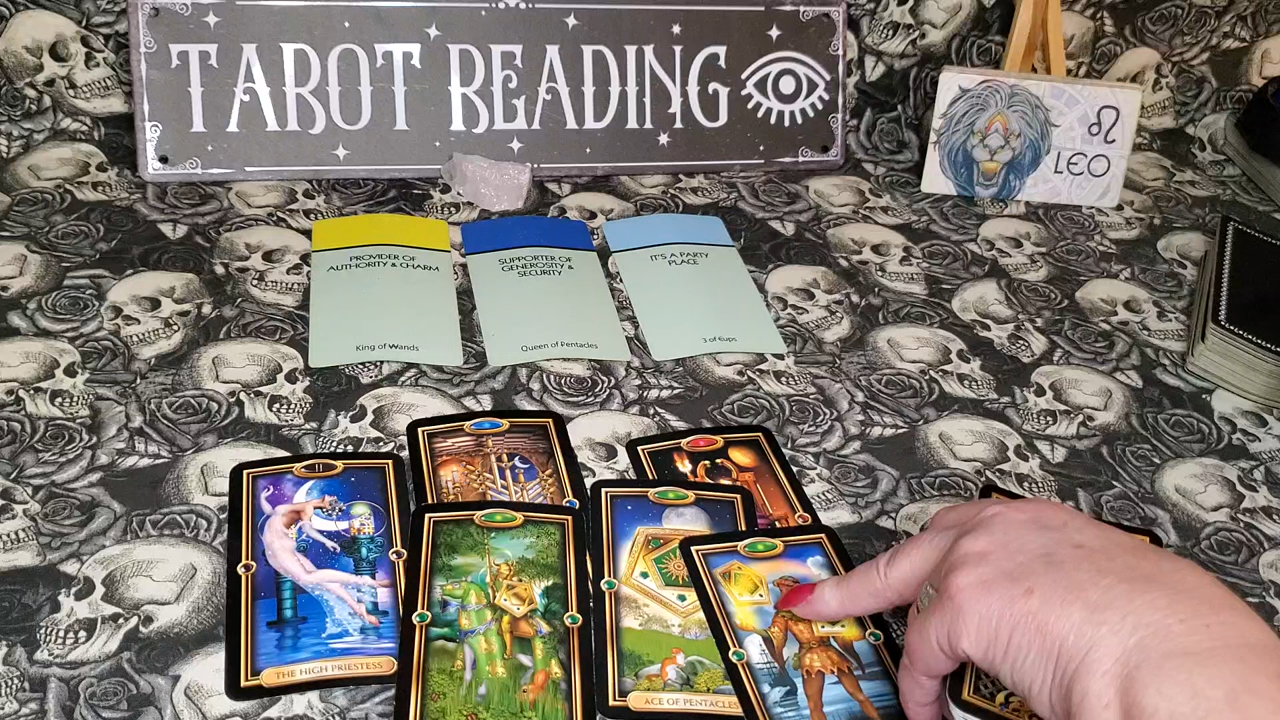 TAROT READING
LEO
PROVIDER OF
AUTHORITY & CHARM
King of Wands
SUPPORTER OF
GENEROSITY &
SECURITY
Queen of Pentacles
IT'S A PARTY
PLACE
3 of Cups
II
THE HIGH PRIESTESS
ACE OF PENTACLES